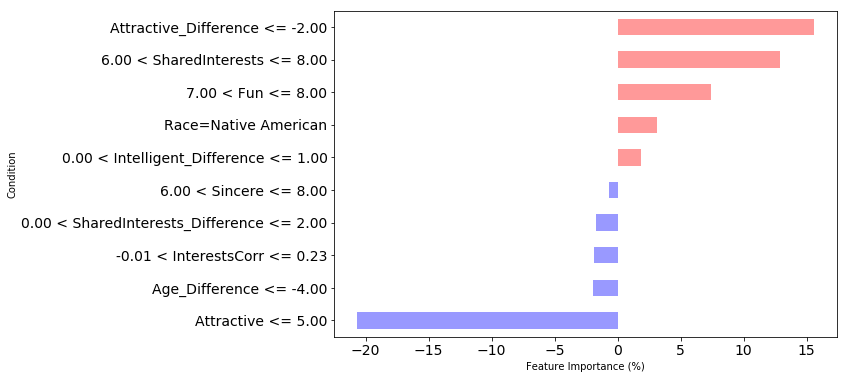 Attractive_Difference <= -2.00
6.00 < SharedInterests <= 8.00
7.00 < Fun <= 8.00
Race=Native American
0.00 < Intelligent_Difference <= 1.00
6.00 < Sincere <= 8.00
0.00 < SharedInterests_Difference <= 2.00
-0.01 < InterestsCorr <= 0.23
Age_Difference <= -4.00
Attractive <= 5.00
Condition
−20 −15 −10 −5 0 5 10 15
Feature Importance (%)